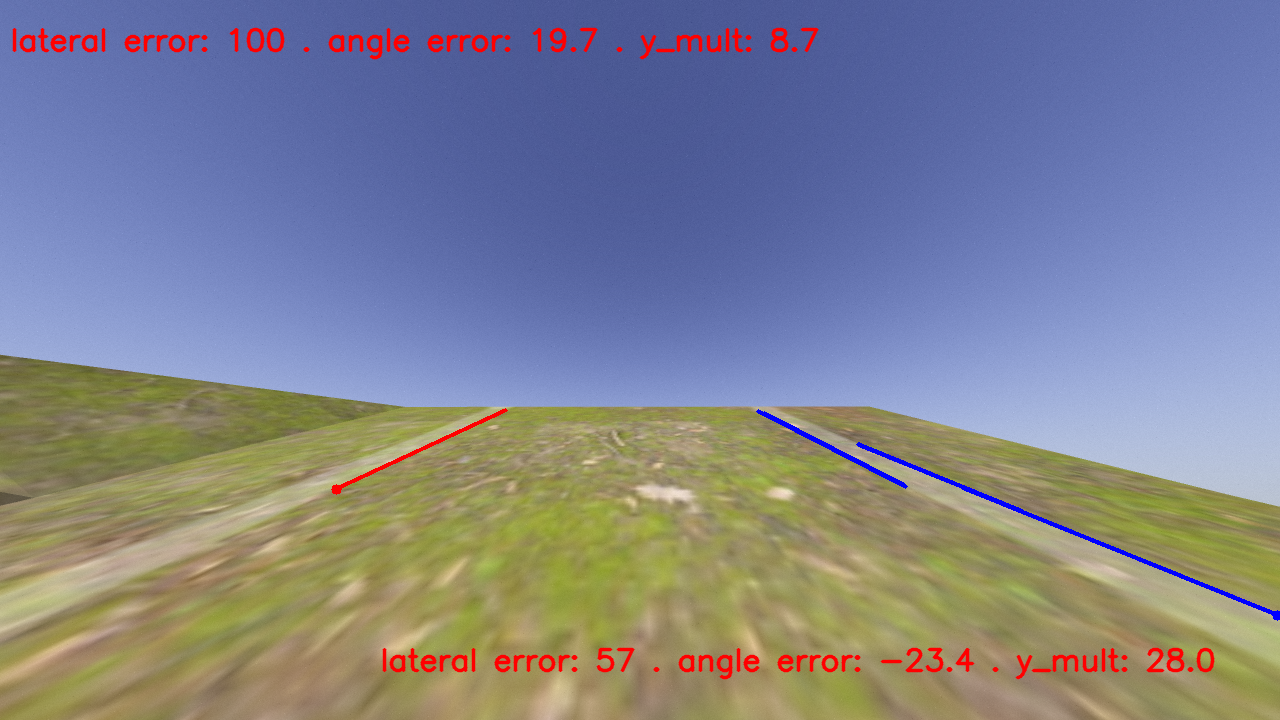 lateral error: 100 . angle error: 19.7 . y_mult: 8.7
lateral error: 57 . angle error: −23.4 . y_mult: 28.0